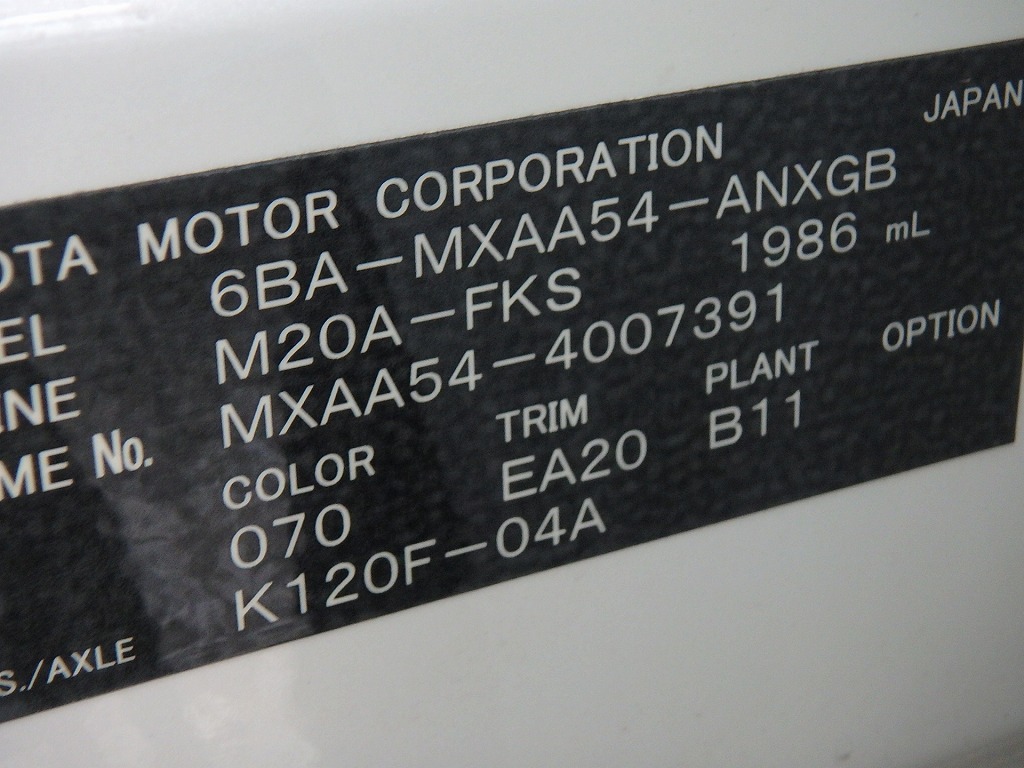 OTA MOTOR CORPORATION JAPAN
EL 6BA-MXAA54-ANXGB
INE M20A-FKS 1986 mL
ME No. MXAA54-4007391
COLOR TRIM PLANT OPTION
070 EA20 B11
S./AXLE K120F-04A